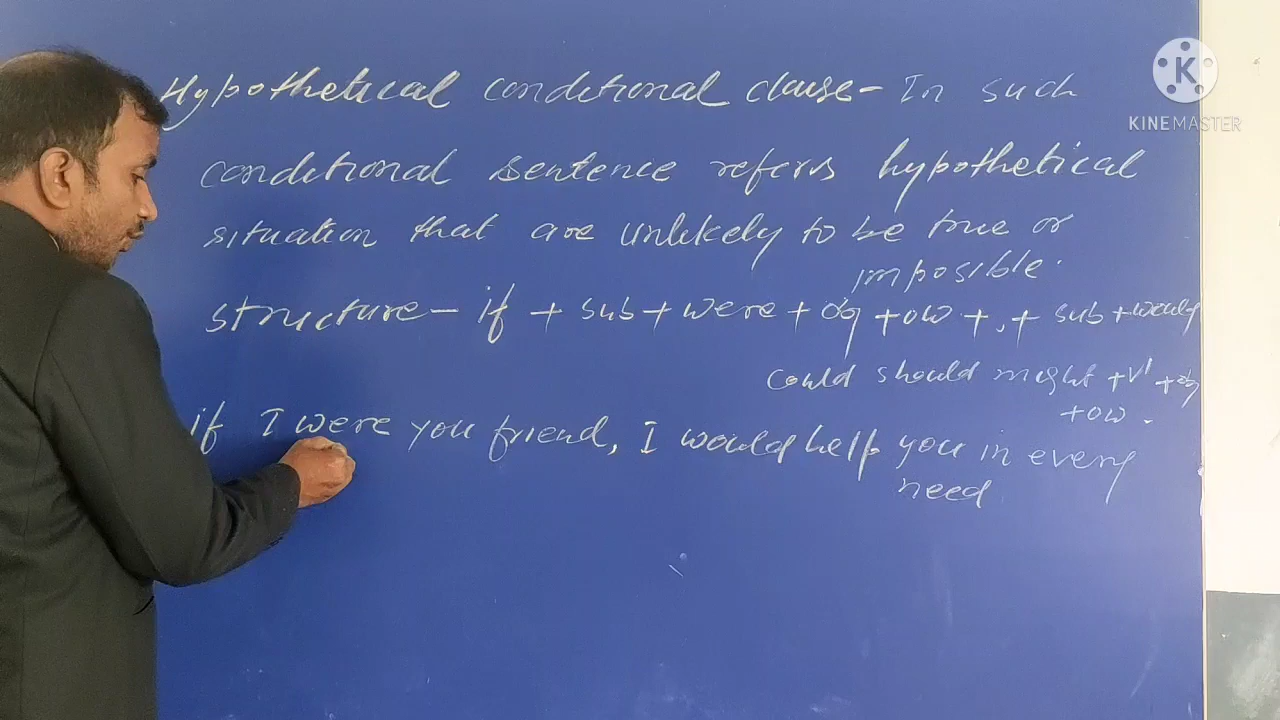 Hypothetical conditional clause - In such
conditional sentence refers hypothetical
situation that are unlikely to be true or
imposible.
structure - if + sub + were + obj + ow + , + sub + would
could should might + v1 + obj
+ ow .
if I were you friend, I would help you in every
need
K
KINEMASTER